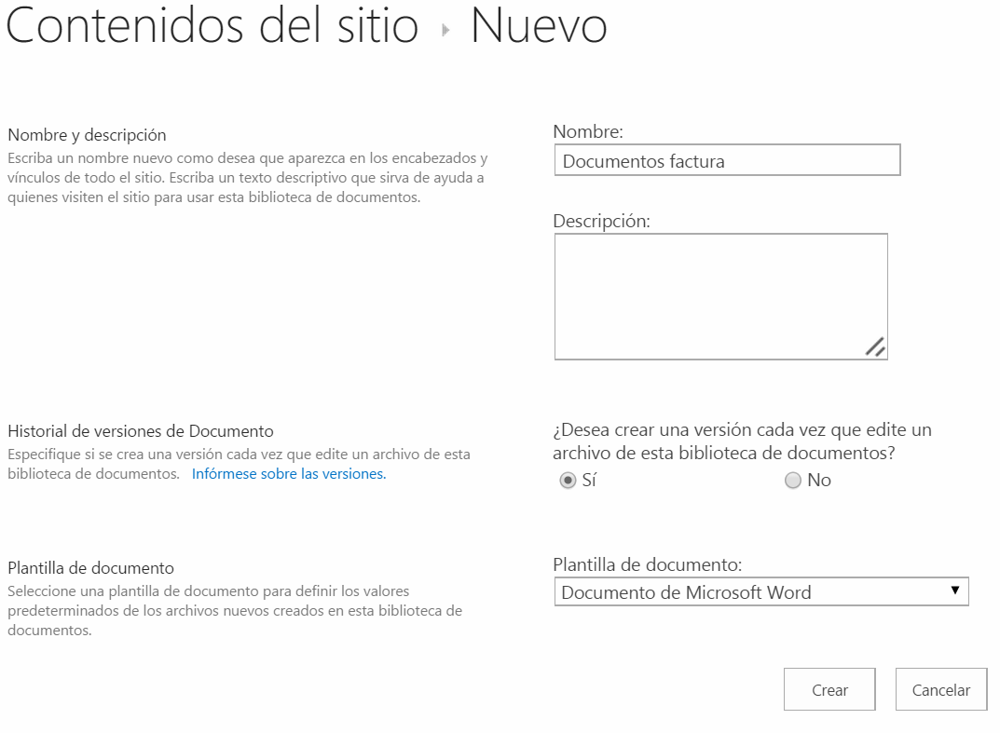 Contenidos del sitio ▸ Nuevo
Nombre y descripción
Escriba un nombre nuevo como desea que aparezca en los encabezados y
vínculos de todo el sitio. Escriba un texto descriptivo que sirva de ayuda a
quienes visiten el sitio para usar esta biblioteca de documentos.
Nombre:
Documentos factura
Descripción:
Historial de versiones de Documento
Especifique si se crea una versión cada vez que edite un archivo de esta
biblioteca de documentos. Infórmese sobre las versiones.
¿Desea crear una versión cada vez que edite un
archivo de esta biblioteca de documentos?
Sí No
Plantilla de documento
Seleccione una plantilla de documento para definir los valores
predeterminados de los archivos nuevos creados en esta biblioteca de
documentos.
Plantilla de documento:
Documento de Microsoft Word
Crear Cancelar